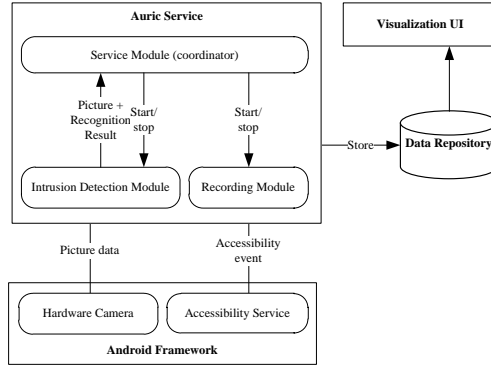 Auric Service
Visualization UI
Service Module (coordinator)
Picture +
Recognition
Result
Start/
stop
Start/
stop
Store
Data Repository
Intrusion Detection Module
Recording Module
Picture data
Accessibility
event
Hardware Camera
Accessibility Service
Android Framework